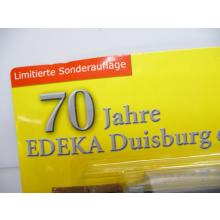 Limitierte Sonderauflage
70 Jahre
EDEKA Duisburg